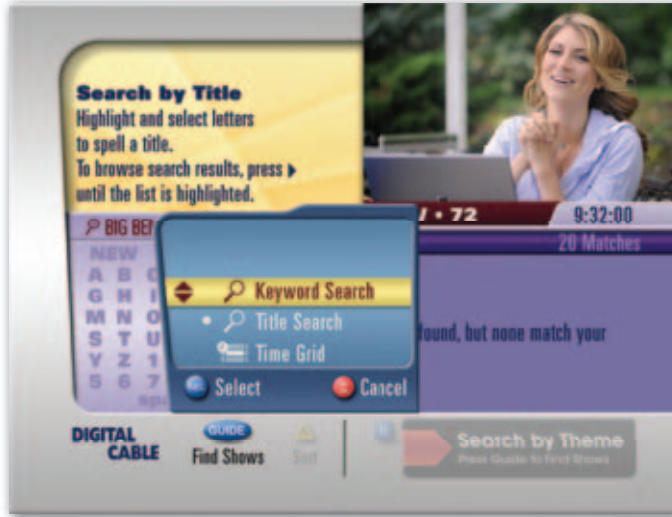 Search by Title
Highlight and select letters
to spell a title.
To browse search results, press
until the list is highlighted.
• 72
9:32:00
BIG BE
20 Matches
NEW
A B
G H I
M N O
S T U
Y Z 1
5 6 7
Keyword Search
Title Search
Time Grid
Select
Cancel
found, but none match your
DIGITAL
CABLE
GUIDE
Find Shows
Sort
Search by Theme
Press Guide to Find Shows